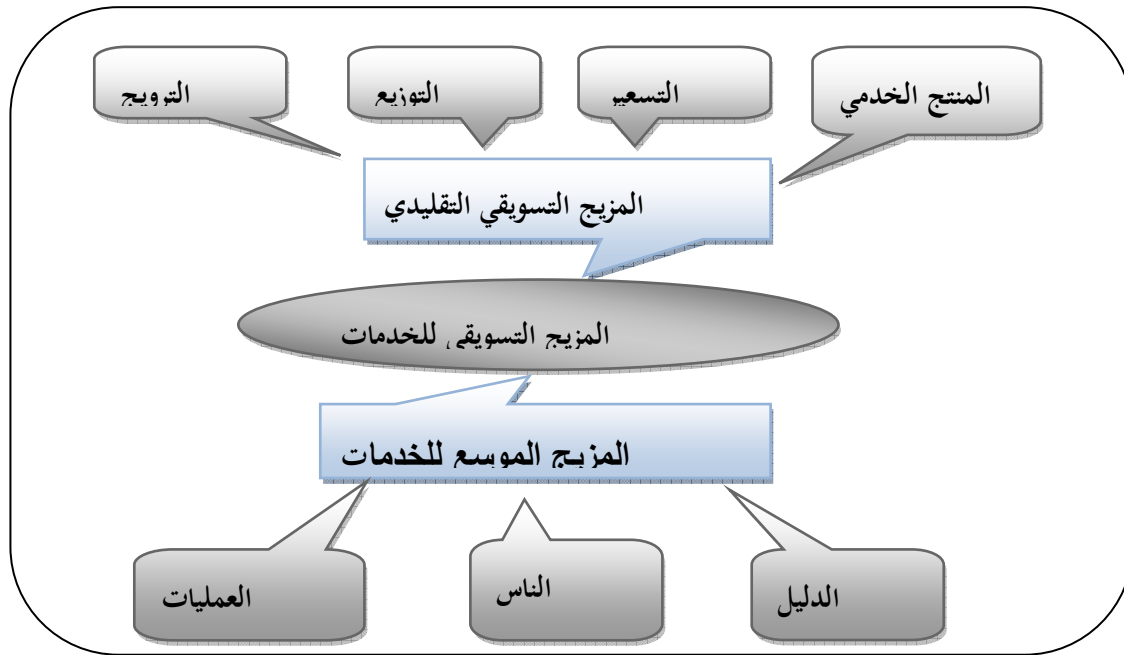 المنتج الخدمي
التسعير
التوزيع
الترويج
المزيج التسويقي التقليدي
المزيج التسويقي للخدمات
المزيج الموسع للخدمات
الدليل
الناس
العمليات